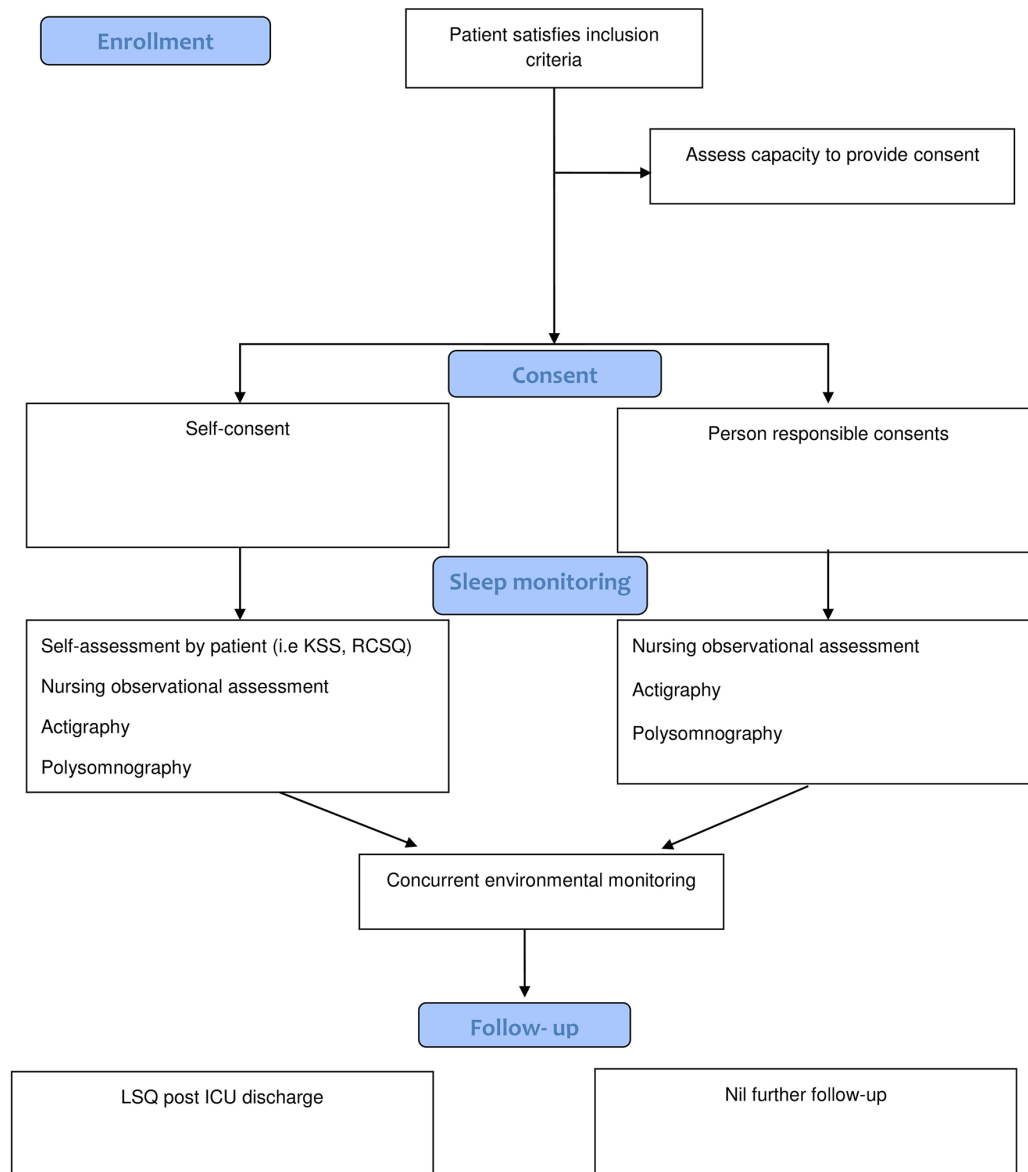 Enrollment
Patient satisfies inclusion
criteria
Assess capacity to provide consent
Consent
Self-consent
Person responsible consents
Sleep monitoring
Self-assessment by patient (i.e KSS, RCSQ)
Nursing observational assessment
Actigraphy
Polysomnography
Nursing observational assessment
Actigraphy
Polysomnography
Concurrent environmental monitoring
Follow- up
LSQ post ICU discharge
Nil further follow-up